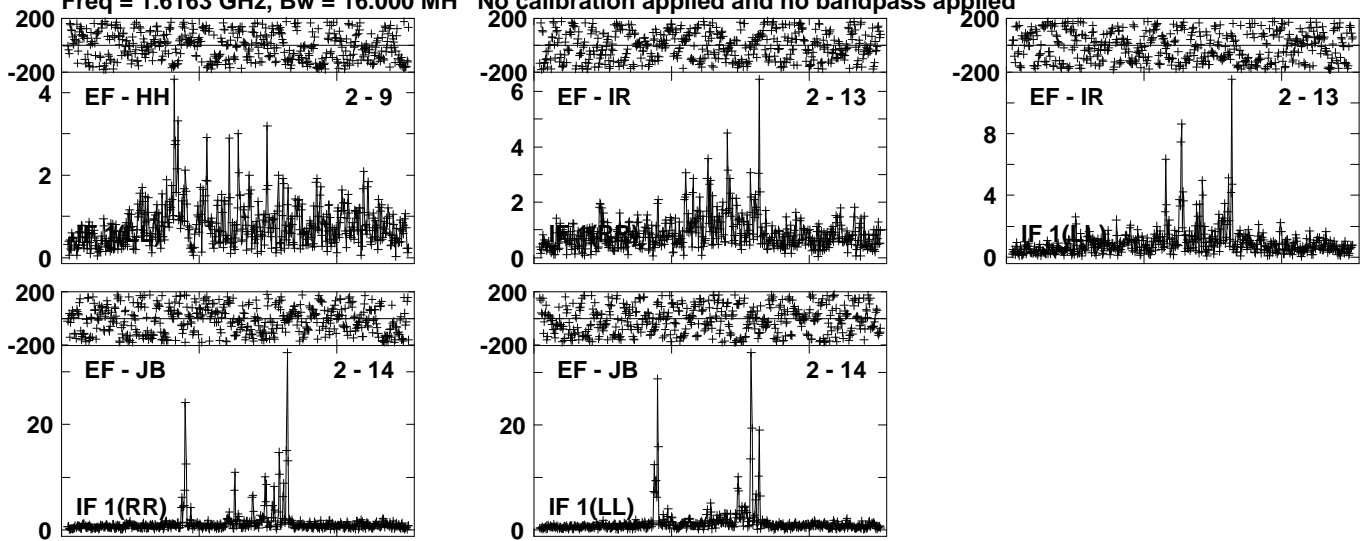 Freq = 1.6163 GHz, Bw = 16.000 MH No calibration applied and no bandpass applied
200
-200
4
2
0
EF - HH 2 - 9
200
-200
6
4
2
0
EF - IR 2 - 13
200
-200
8
4
0
EF - IR 2 - 13
IF 1(LL)
200
-200
20
0
EF - JB 2 - 14
IF 1(RR)
200
-200
20
0
EF - JB 2 - 14
IF 1(LL)